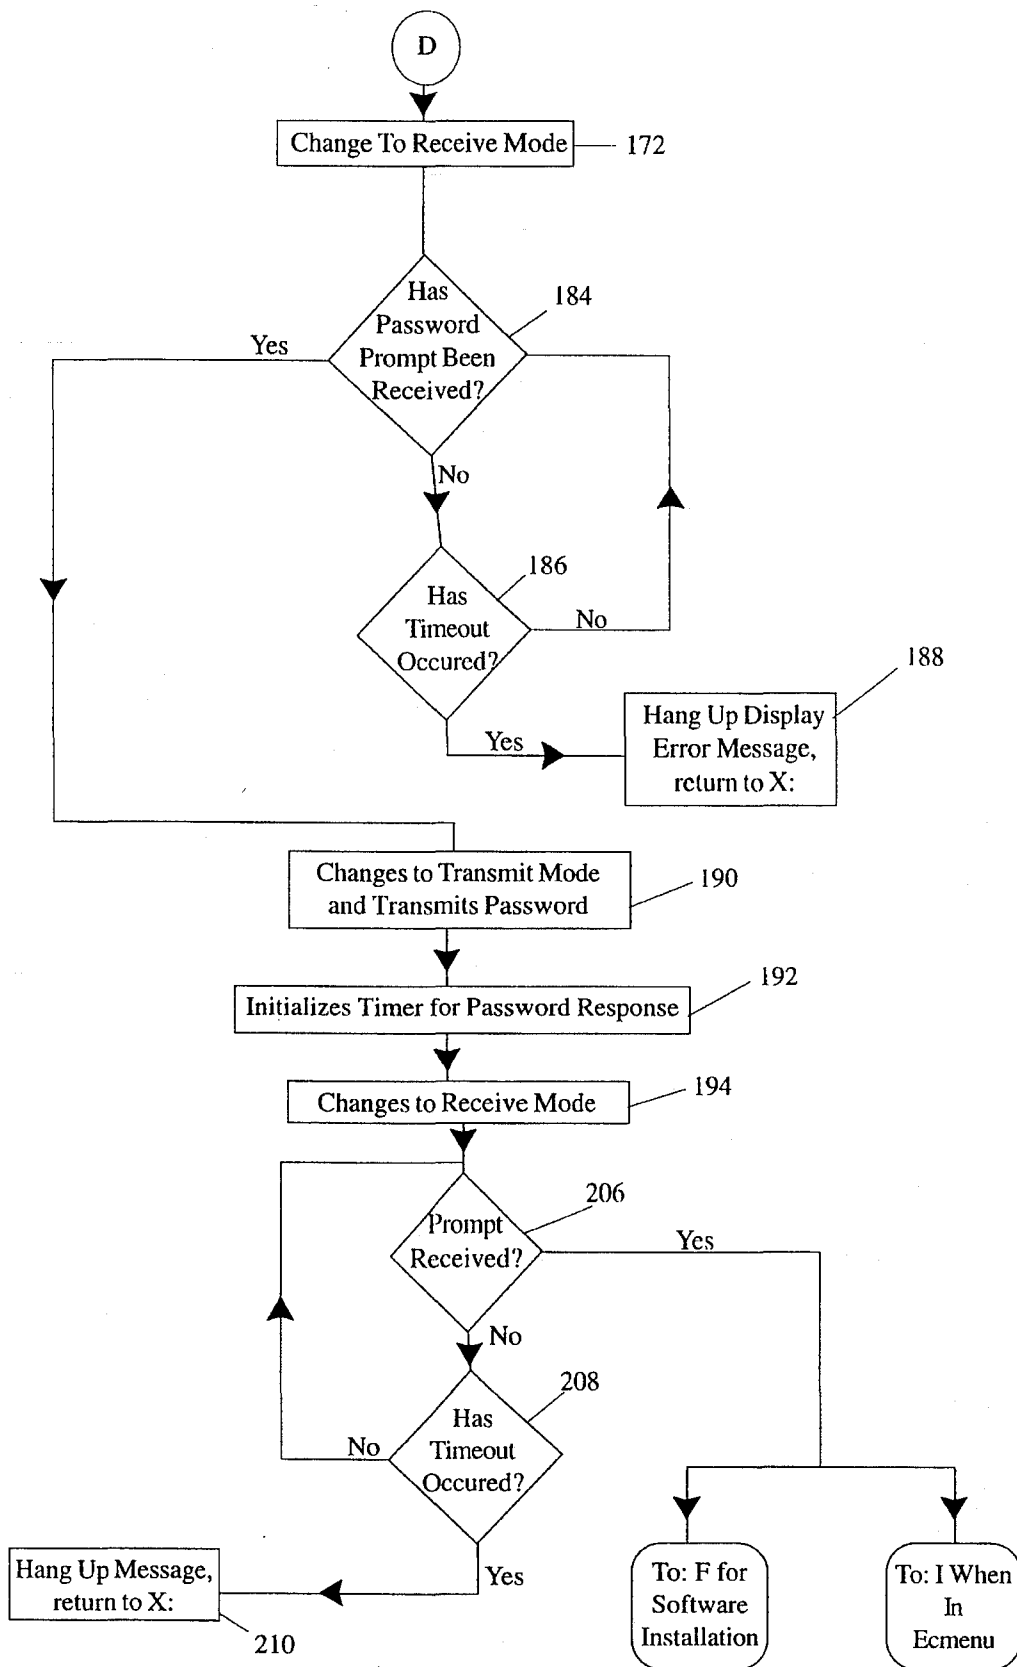 D
Change To Receive Mode
172
Has
Password
Prompt Been
Received?
184
Yes
No
Has
Timeout
Occured?
186
No
Yes
Hang Up Display
Error Message,
return to X:
188
Changes to Transmit Mode
and Transmits Password
190
Initializes Timer for Password Response
192
Changes to Receive Mode
194
Prompt
Received?
206
Yes
No
Has
Timeout
Occured?
208
No
Yes
Hang Up Message,
return to X:
210
To: F for
Software
Installation
To: I When
In
Ecmenu